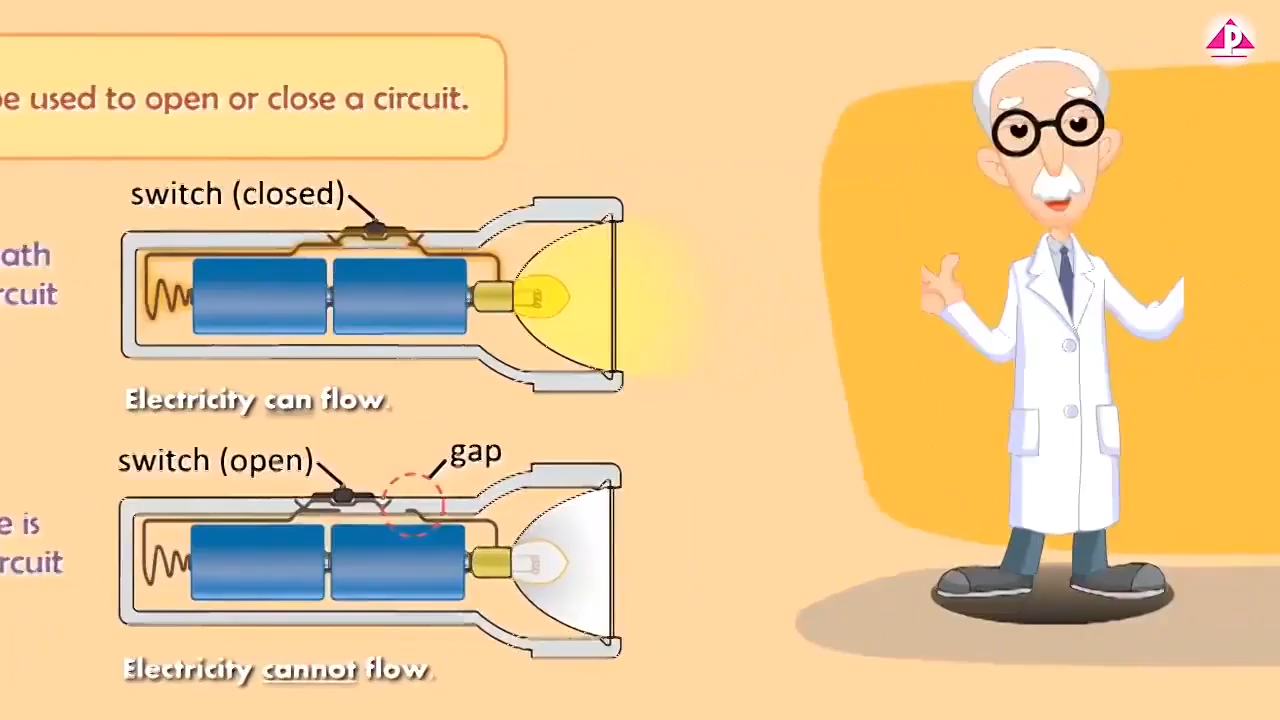 be used to open or close a circuit.
switch (closed)
ath
rcuit
Electricity can flow.
switch (open)
gap
e is
rcuit
Electricity cannot flow.
P